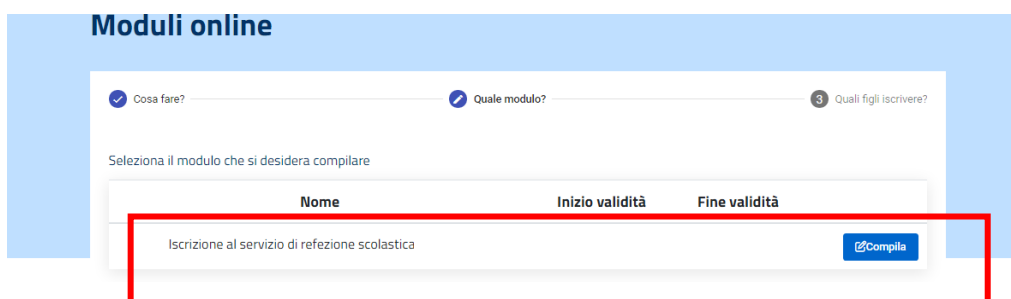 Moduli online
Cosa fare? Quale modulo? 3 Quali figli iscrivere?
Seleziona il modulo che si desidera compilare
Nome Inizio validità Fine validità
Iscrizione al servizio di refezione scolastica Compila